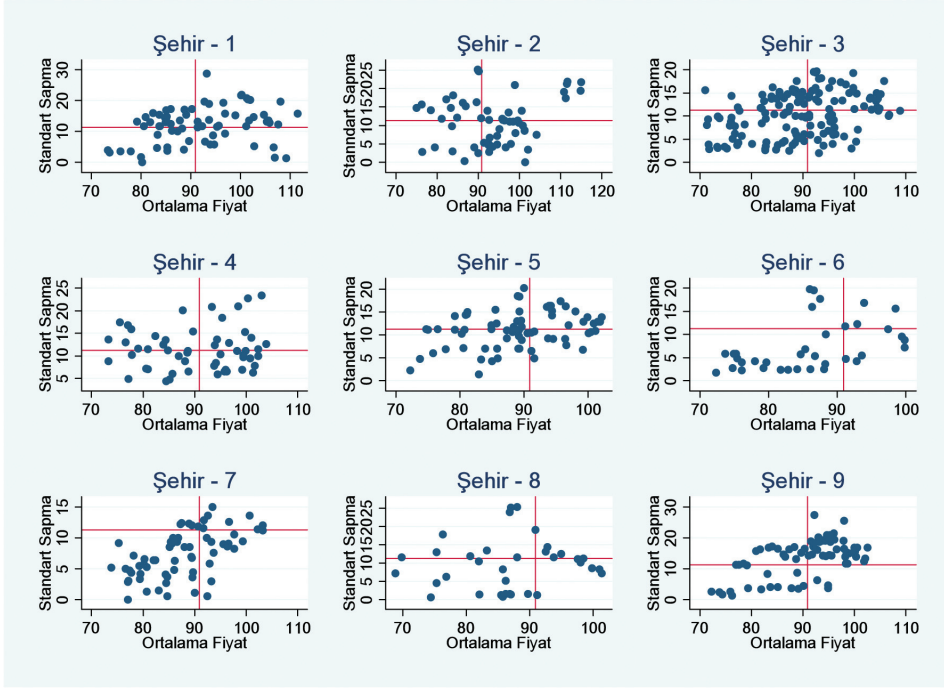 Şehir - 1
Şehir - 2
Şehir - 3
Standart Sapma
0 10 20 30
70 80 90 100 110
Ortalama Fiyat
Standart Sapma
0 5 10 15 20 25
70 80 90 100 110 120
Ortalama Fiyat
Standart Sapma
0 5 10 15 20
70 80 90 100 110
Ortalama Fiyat
Şehir - 4
Şehir - 5
Şehir - 6
Standart Sapma
5 10 15 20 25
70 80 90 100 110
Ortalama Fiyat
Standart Sapma
0 5 10 15 20
70 80 90 100
Ortalama Fiyat
Standart Sapma
0 5 10 15 20
70 80 90 100
Ortalama Fiyat
Şehir - 7
Şehir - 8
Şehir - 9
Standart Sapma
0 5 10 15
70 80 90 100 110
Ortalama Fiyat
Standart Sapma
0 5 10 15 20 25
70 80 90 100
Ortalama Fiyat
Standart Sapma
0 10 20 30
70 80 90 100 110
Ortalama Fiyat